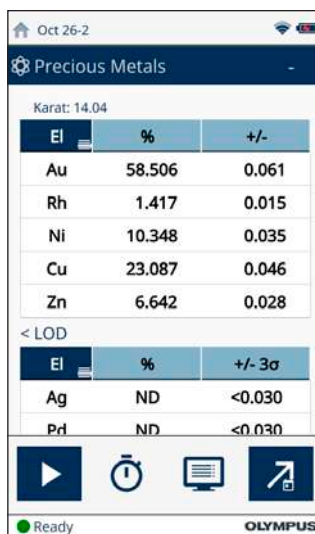 Oct 26-2
Precious Metals -
Karat: 14.04
El % +/-
Au 58.506 0.061
Rh 1.417 0.015
Ni 10.348 0.035
Cu 23.087 0.046
Zn 6.642 0.028
< LOD
El % +/- 3σ
Ag ND <0.030
Pd ND <0.030
Ready OLYMPUS